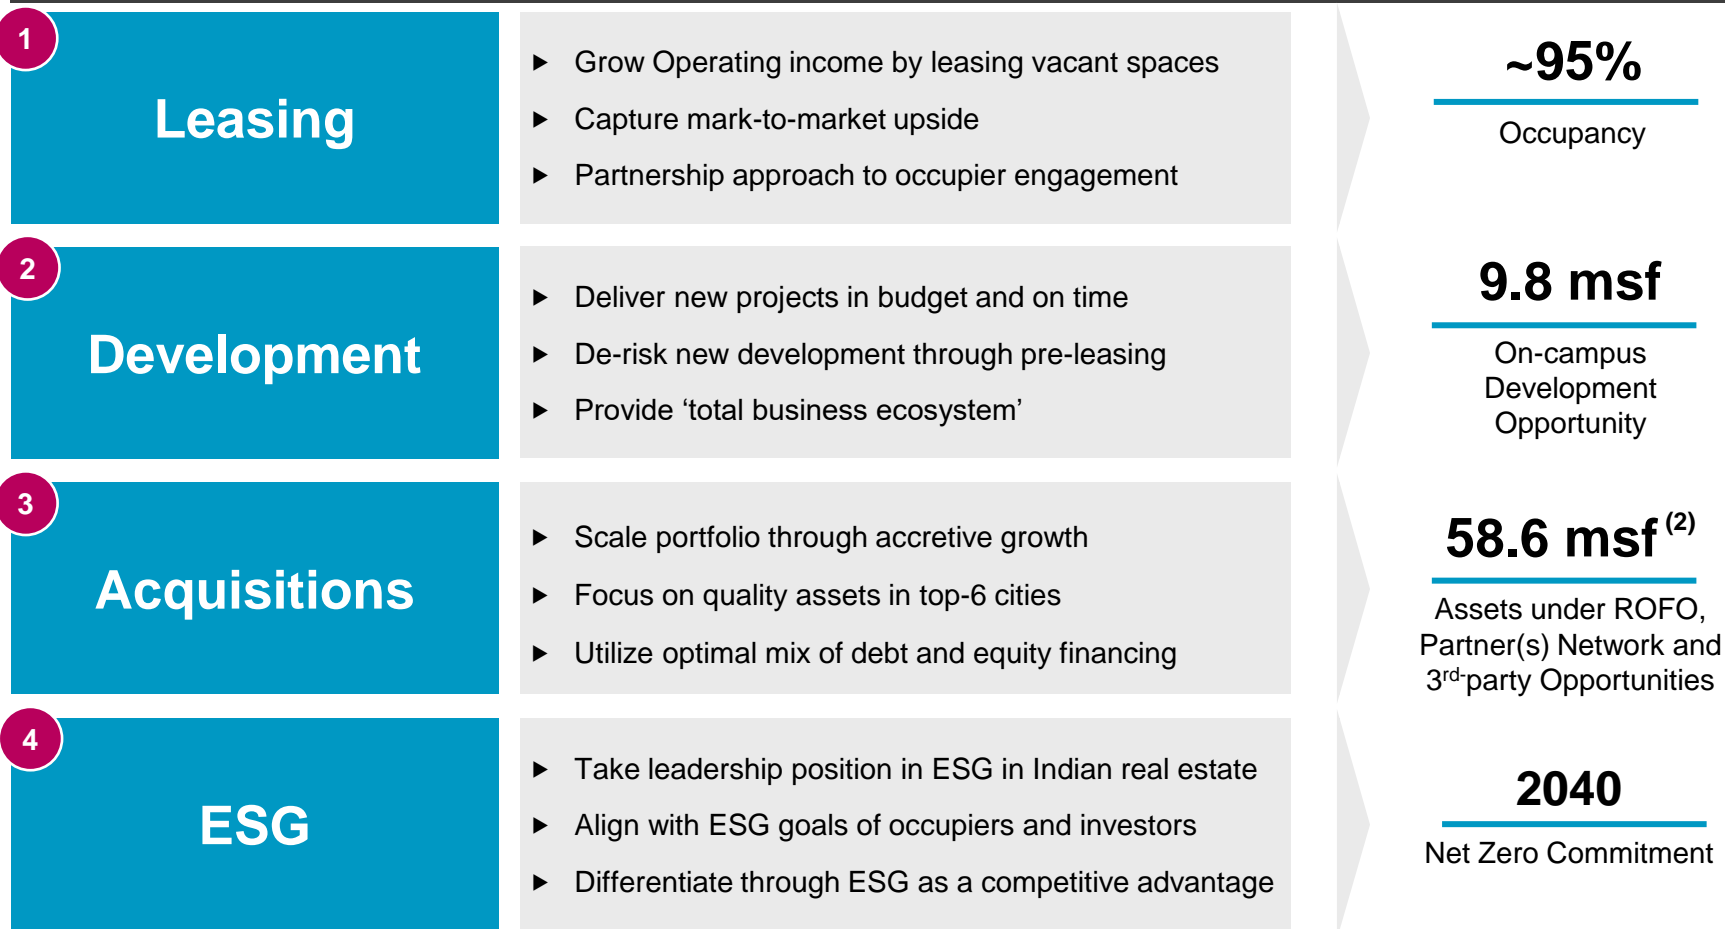 1
Leasing
▶ Grow Operating income by leasing vacant spaces
▶ Capture mark-to-market upside
▶ Partnership approach to occupier engagement
~95%
Occupancy
2
Development
▶ Deliver new projects in budget and on time
▶ De-risk new development through pre-leasing
▶ Provide ‘total business ecosystem’
9.8 msf
On-campus
Development
Opportunity
3
Acquisitions
▶ Scale portfolio through accretive growth
▶ Focus on quality assets in top-6 cities
▶ Utilize optimal mix of debt and equity financing
58.6 msf (2)
Assets under ROFO,
Partner(s) Network and
3rd-party Opportunities
4
ESG
▶ Take leadership position in ESG in Indian real estate
▶ Align with ESG goals of occupiers and investors
▶ Differentiate through ESG as a competitive advantage
2040
Net Zero Commitment